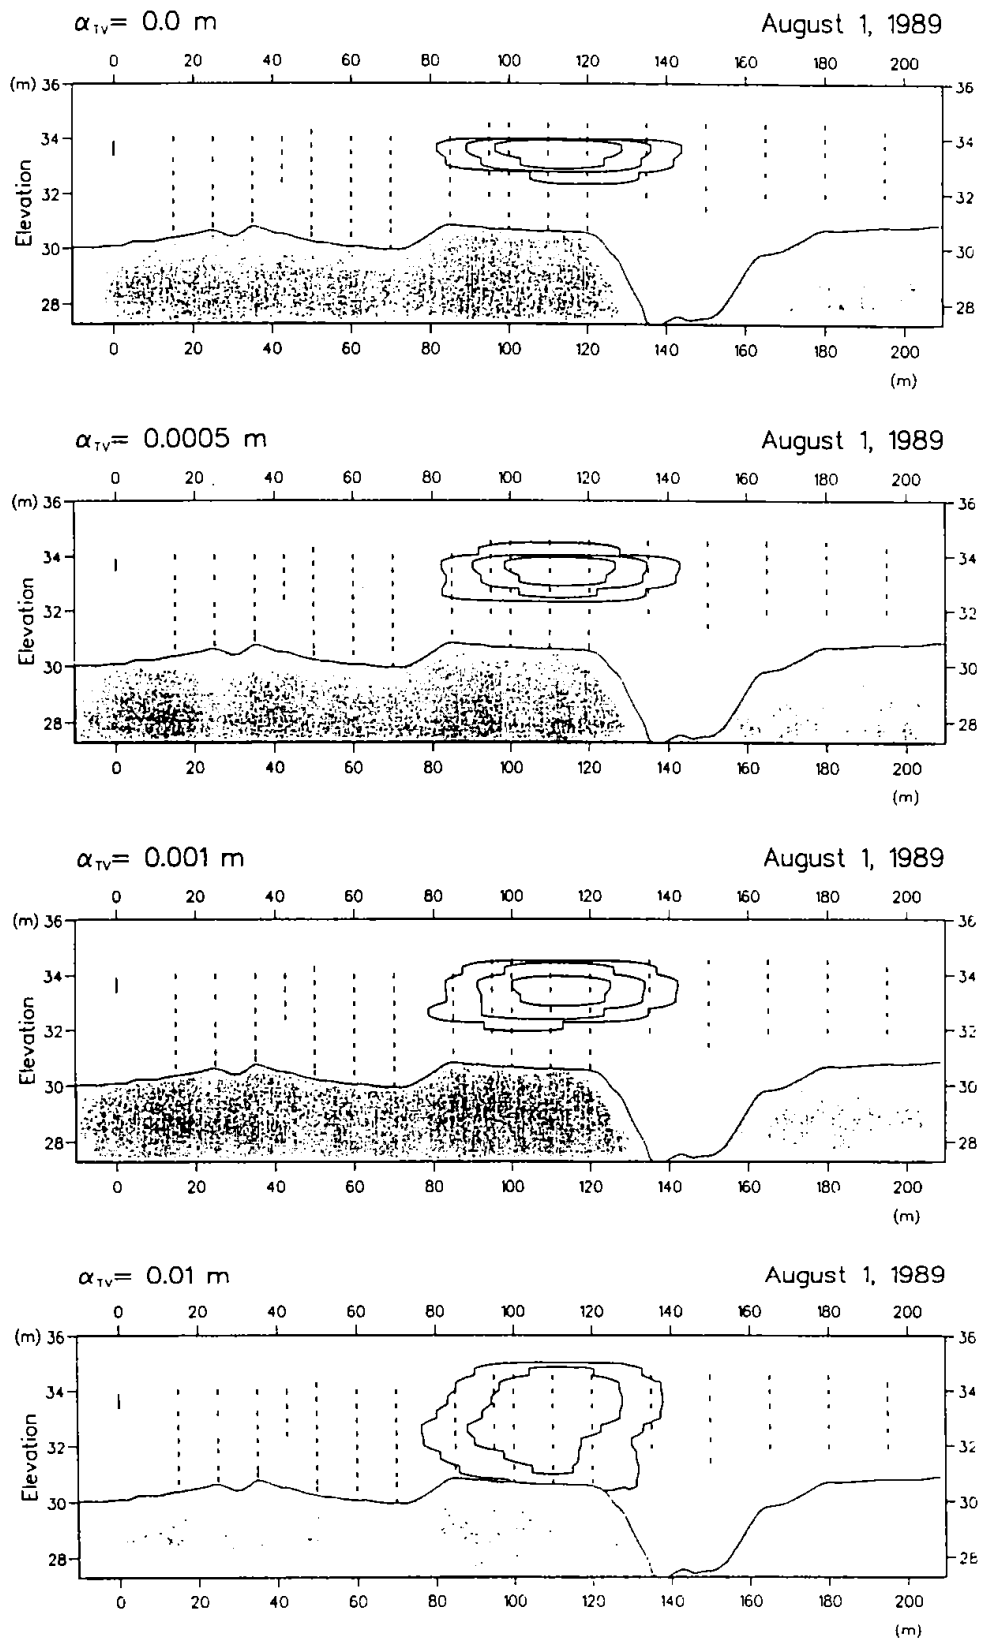 α_TV= 0.0 m August 1, 1989
0 20 40 60 80 100 120 140 160 180 200
(m) 36 36
34 34
32 32
30 30
28 28
Elevation
0 20 40 60 80 100 120 140 160 180 200
(m)
α_TV= 0.0005 m August 1, 1989
0 20 40 60 80 100 120 140 160 180 200
(m) 36 36
34 34
32 32
30 30
28 28
Elevation
0 20 40 60 80 100 120 140 160 180 200
(m)
α_TV= 0.001 m August 1, 1989
0 20 40 60 80 100 120 140 160 180 200
(m) 36 36
34 34
32 32
30 30
28 28
Elevation
0 20 40 60 80 100 120 140 160 180 200
(m)
α_TV= 0.01 m August 1, 1989
0 20 40 60 80 100 120 140 160 180 200
(m) 36 36
34 34
32 32
30 30
28 28
Elevation
0 20 40 60 80 100 120 140 160 180 200
(m)